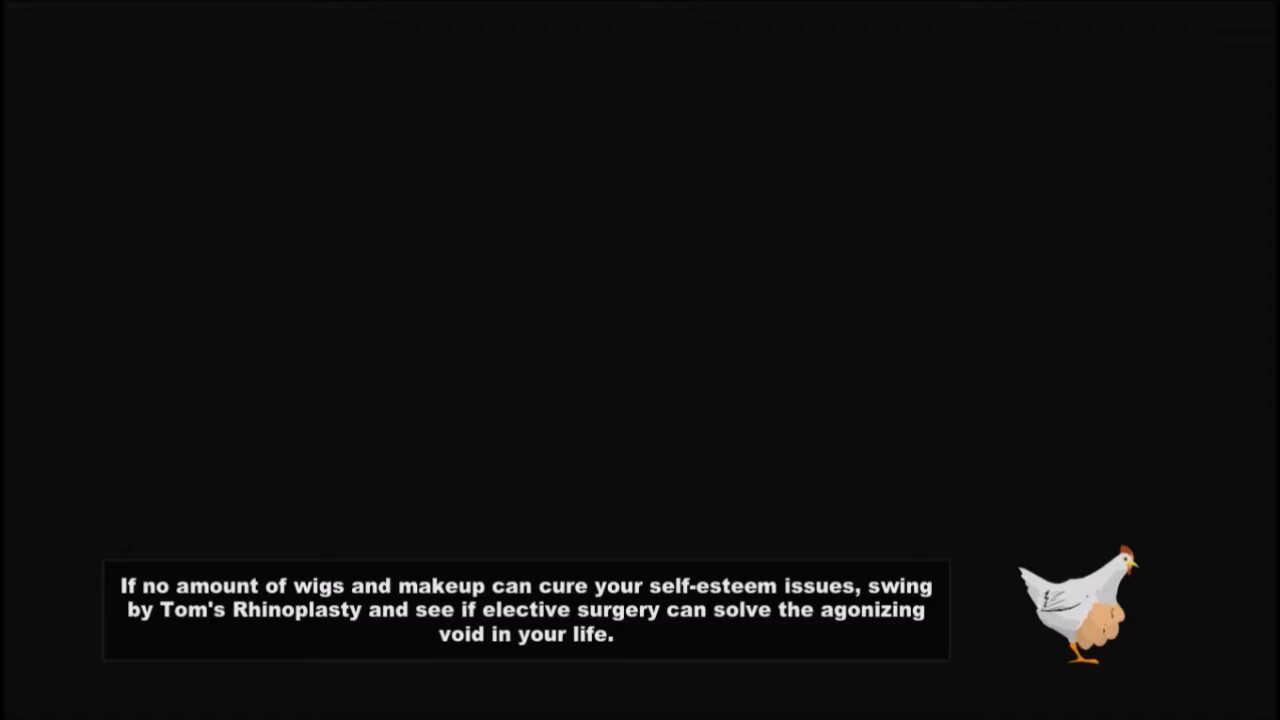 If no amount of wigs and makeup can cure your self-esteem issues, swing
by Tom's Rhinoplasty and see if elective surgery can solve the agonizing
void in your life.